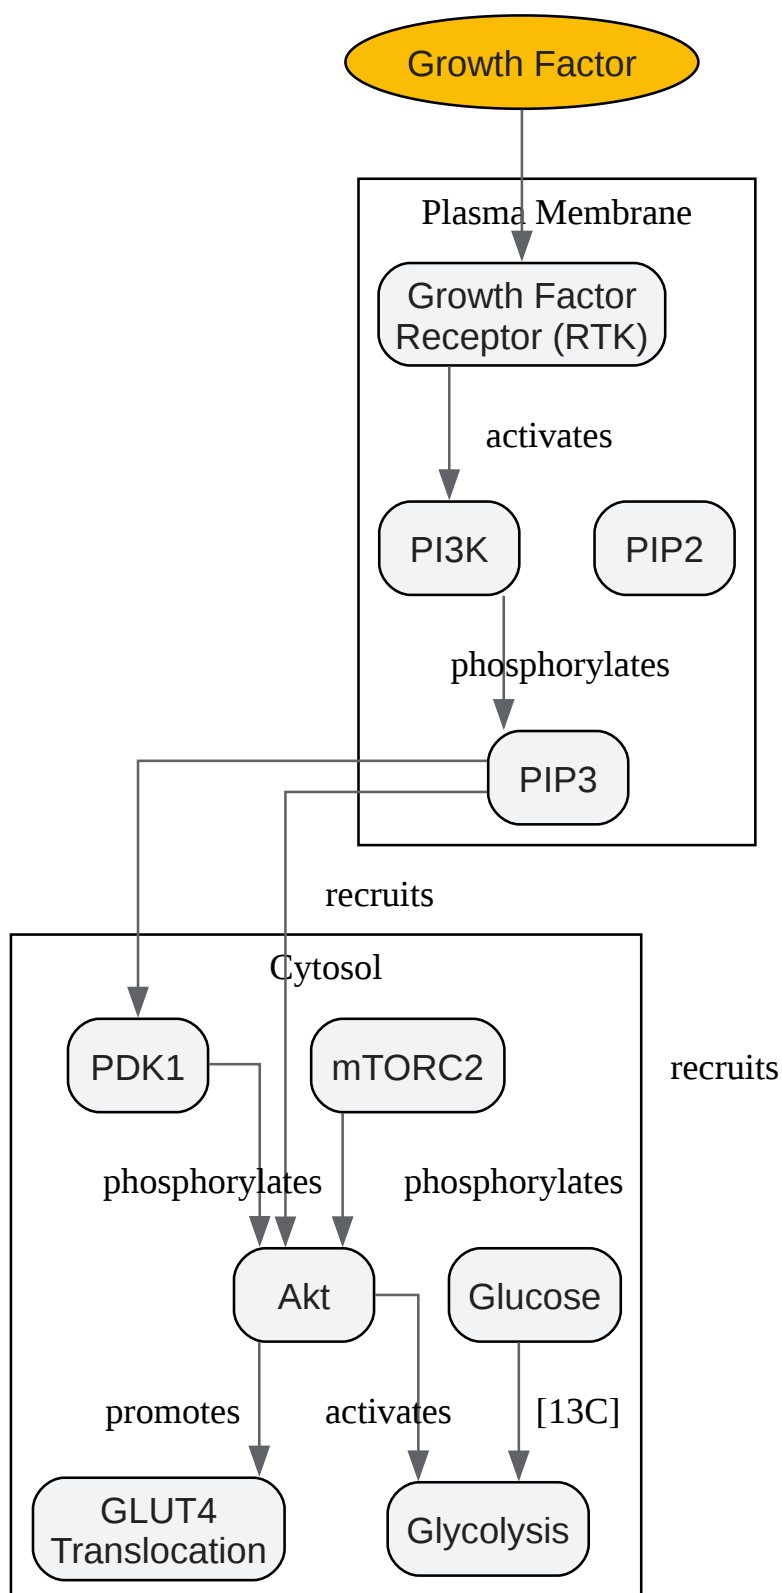 Growth Factor
Plasma Membrane
Growth Factor
Receptor (RTK)
activates
PI3K
PIP2
phosphorylates
PIP3
recruits
Cytosol
PDK1
mTORC2
recruits
phosphorylates
phosphorylates
Akt
Glucose
promotes
activates
[13C]
GLUT4
Translocation
Glycolysis